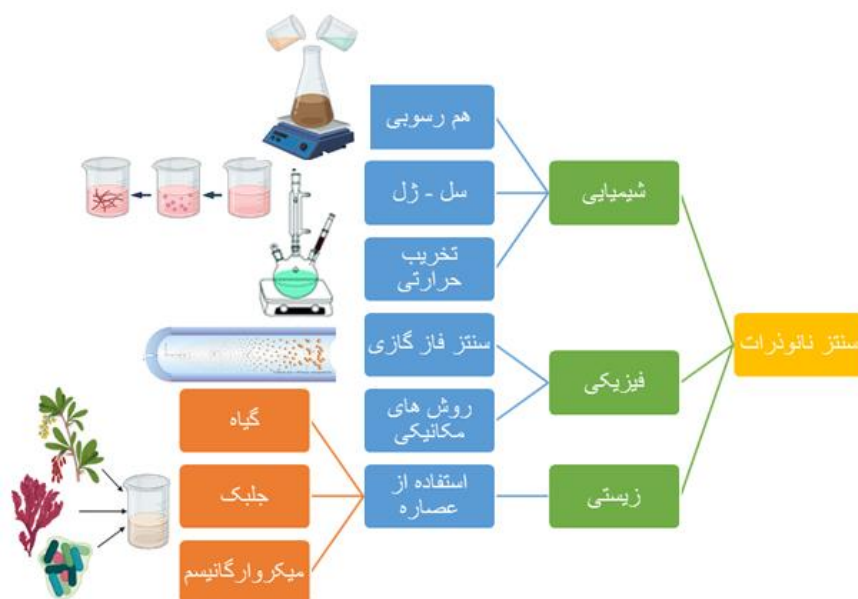 سنتز نانوذرات
شیمیایی
هم رسوبی
سل - ژل
تخریب
حرارتی
فیزیکی
سنتز فاز گازی
روش های
مکانیکی
زیستی
استفاده از
عصاره
گیاه
جلبک
میکروارگانیسم